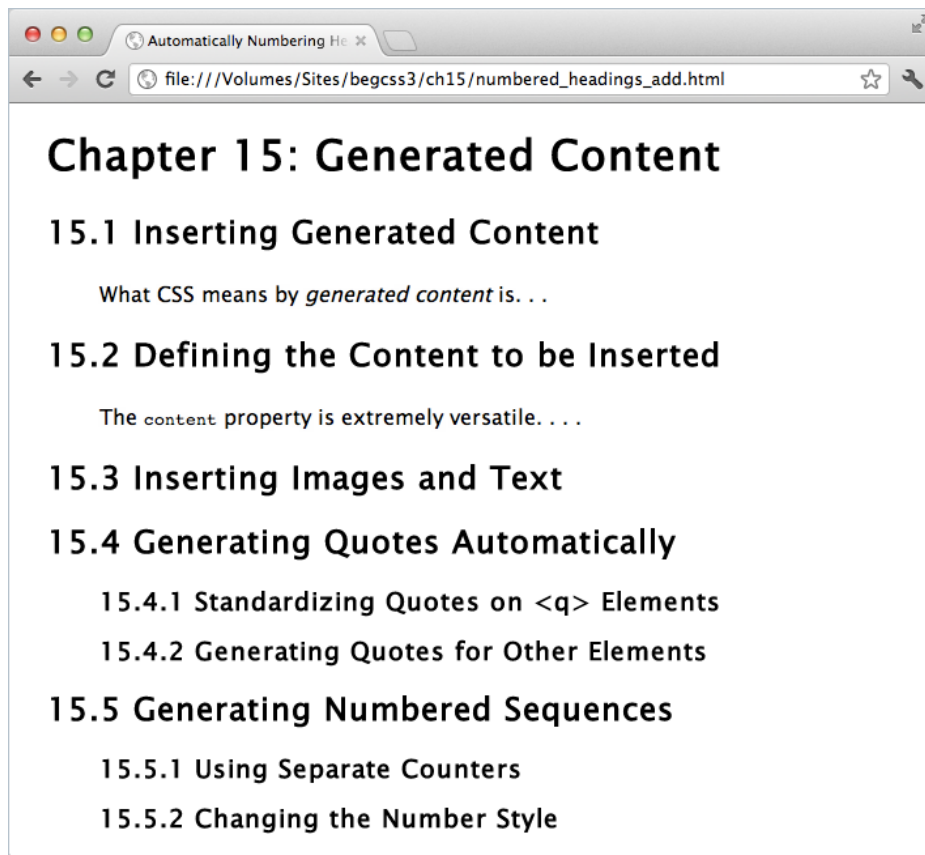 Automatically Numbering He
file:///Volumes/Sites/begcss3/ch15/numbered_headings_add.html
Chapter 15: Generated Content
15.1 Inserting Generated Content
What CSS means by generated content is. . .
15.2 Defining the Content to be Inserted
The content property is extremely versatile. . . .
15.3 Inserting Images and Text
15.4 Generating Quotes Automatically
15.4.1 Standardizing Quotes on <q> Elements
15.4.2 Generating Quotes for Other Elements
15.5 Generating Numbered Sequences
15.5.1 Using Separate Counters
15.5.2 Changing the Number Style